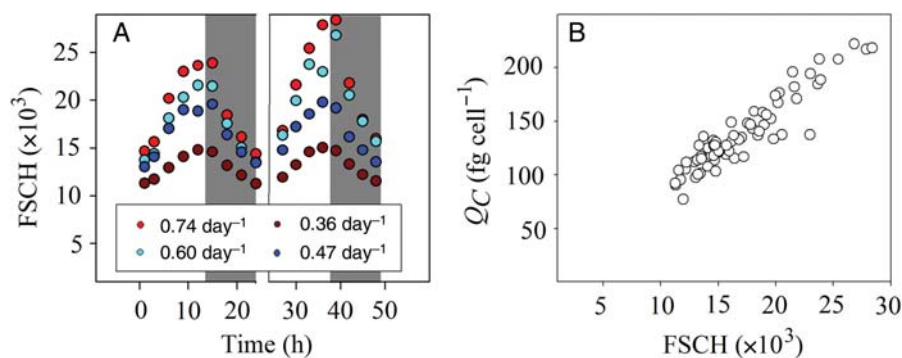 A
FSCH (×10³)
25
20
15
10
5
0.74 day⁻¹
0.36 day⁻¹
0.60 day⁻¹
0.47 day⁻¹
0 10 20 30 40 50
Time (h)
B
QC (fg cell⁻¹)
200
150
100
50
5 10 15 20 25 30
FSCH (×10³)